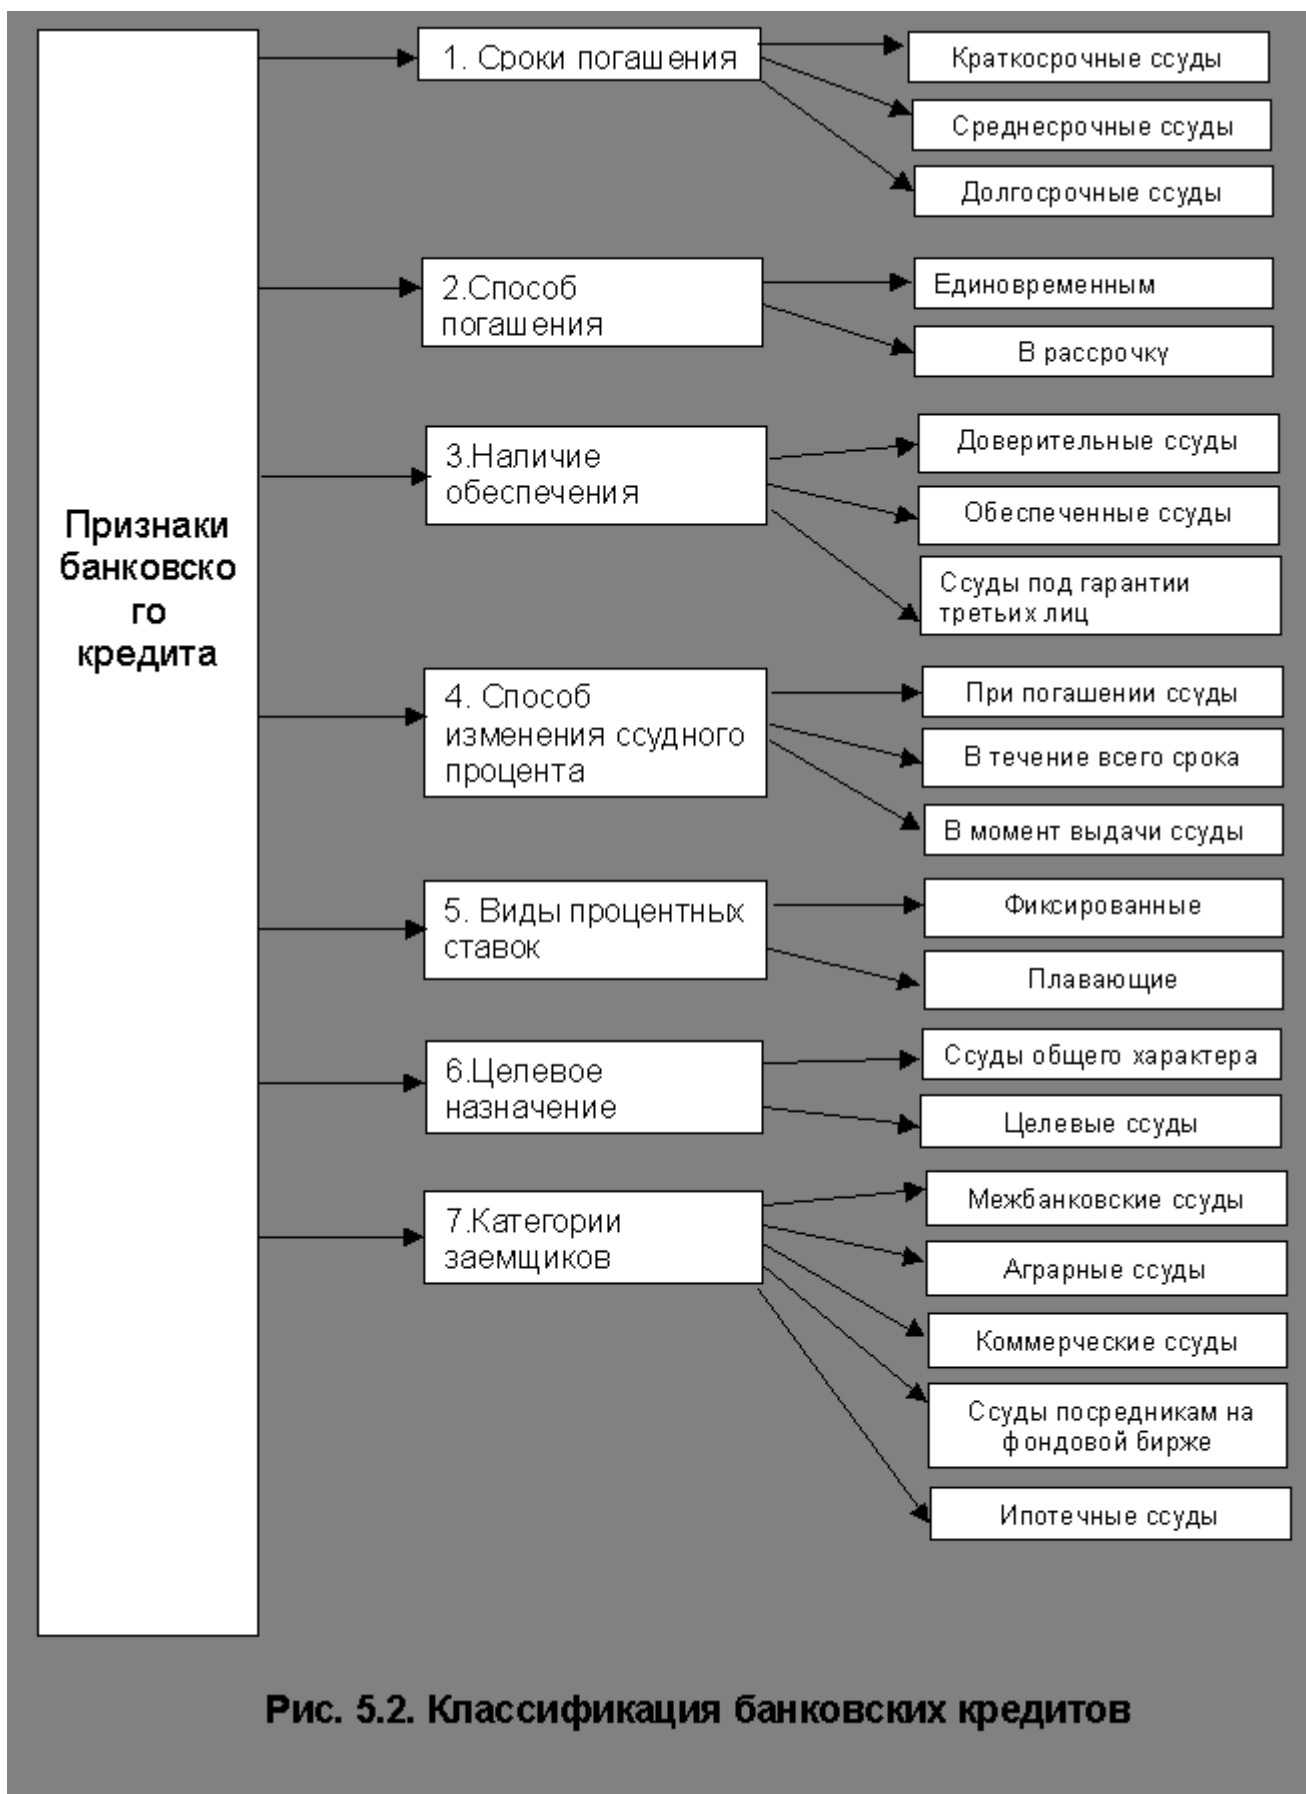 Признаки
банковско
го
кредита
1. Сроки погашения
Краткосрочные ссуды
Среднесрочные ссуды
Долгосрочные ссуды
2.Способ
погашения
Единовременным
В рассрочку
3.Наличие
обеспечения
Доверительные ссуды
Обеспеченные ссуды
Ссуды под гарантии
третьих лиц
4. Способ
изменения ссудного
процента
При погашении ссуды
В течение всего срока
В момент выдачи ссуды
5. Виды процентных
ставок
Фиксированные
Плавающие
6.Целевое
назначение
Ссуды общего характера
Целевые ссуды
7.Категории
заемщиков
Межбанковские ссуды
Аграрные ссуды
Коммерческие ссуды
Ссуды посредникам на
фондовой бирже
Ипотечные ссуды
Рис. 5.2. Классификация банковских кредитов